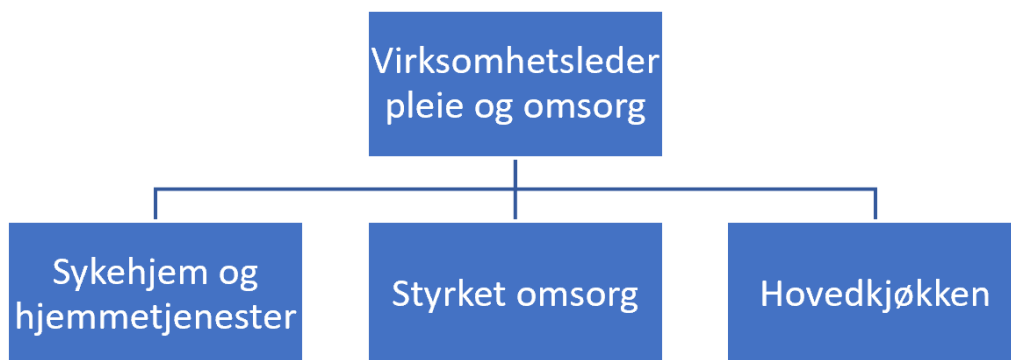 Virksomhetsleder
pleie og omsorg
Sykehjem og
hjemmetjenester
Styrket omsorg
Hovedkjøkken